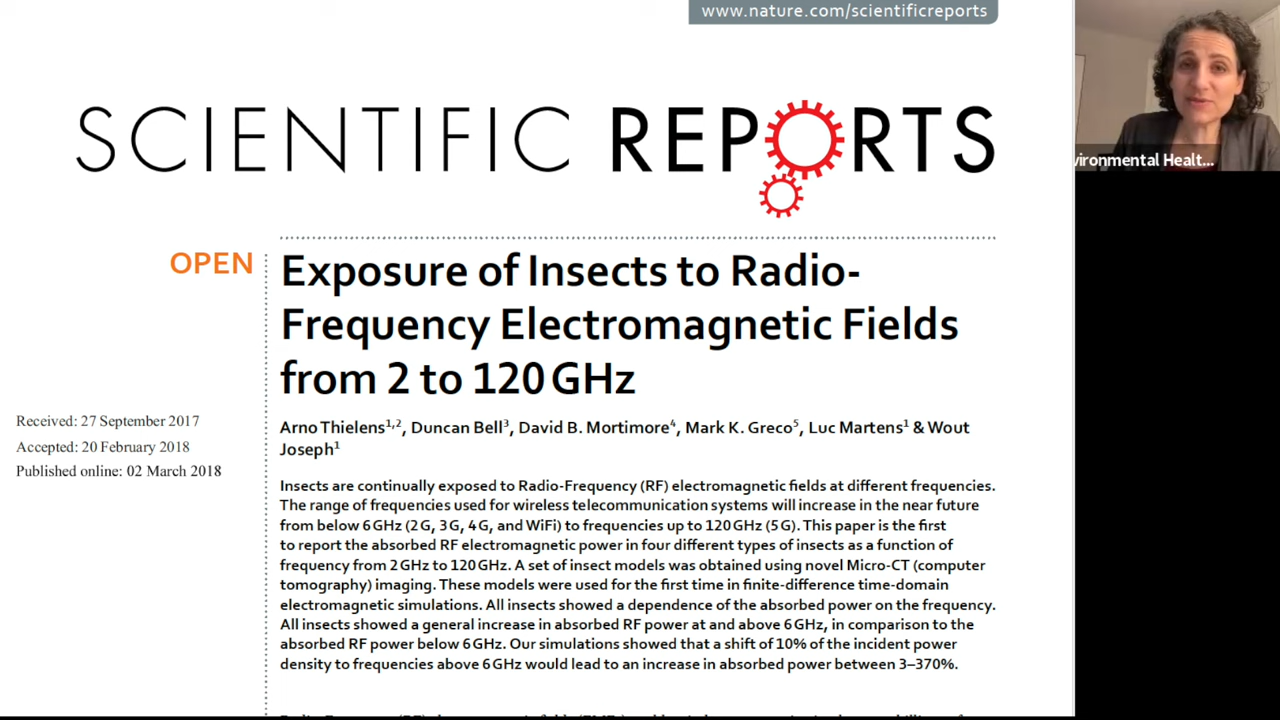 www.nature.com/scientificreports
SCIENTIFIC REPORTS
OPEN
Exposure of Insects to Radio-
Frequency Electromagnetic Fields
from 2 to 120 GHz
Received: 27 September 2017
Accepted: 20 February 2018
Published online: 02 March 2018
Arno Thielens1,2, Duncan Bell3, David B. Mortimore4, Mark K. Greco5, Luc Martens1 & Wout
Joseph1
Insects are continually exposed to Radio-Frequency (RF) electromagnetic fields at different frequencies.
The range of frequencies used for wireless telecommunication systems will increase in the near future
from below 6 GHz (2 G, 3 G, 4 G, and WiFi) to frequencies up to 120 GHz (5 G). This paper is the first
to report the absorbed RF electromagnetic power in four different types of insects as a function of
frequency from 2 GHz to 120 GHz. A set of insect models was obtained using novel Micro-CT (computer
tomography) imaging. These models were used for the first time in finite-difference time-domain
electromagnetic simulations. All insects showed a dependence of the absorbed power on the frequency.
All insects showed a general increase in absorbed RF power at and above 6 GHz, in comparison to the
absorbed RF power below 6 GHz. Our simulations showed that a shift of 10% of the incident power
density to frequencies above 6 GHz would lead to an increase in absorbed power between 3–370%.
vironmental Healt...